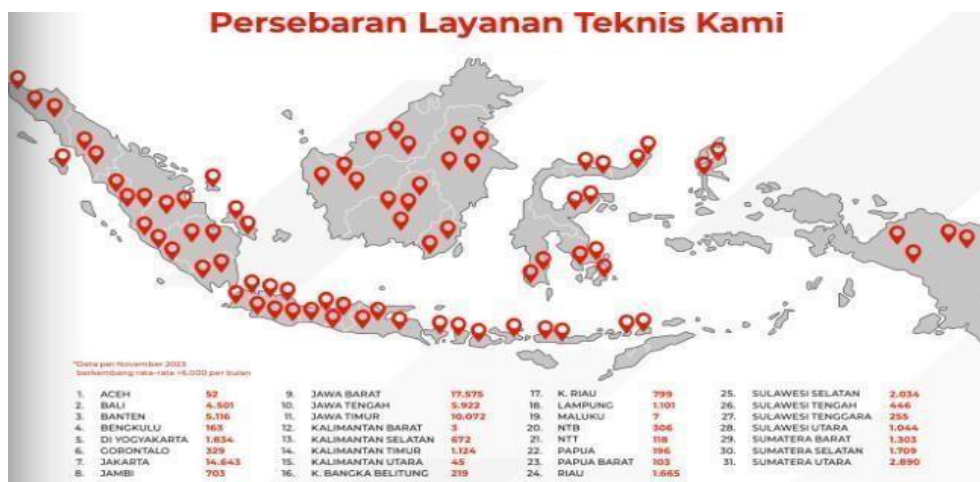 Persebaran Layanan Teknis Kami
*Data per November 2023
berkembang rata-rata +6.000 per bulan
1. ACEH 52
2. BALI 4.501
3. BANTEN 5.116
4. BENGKULU 163
5. DI YOGYAKARTA 1.834
6. GORONTALO 329
7. JAKARTA 14.643
8. JAMBI 703
9. JAWA BARAT 17.575
10. JAWA TENGAH 5.922
11. JAWA TIMUR 10.072
12. KALIMANTAN BARAT 3
13. KALIMANTAN SELATAN 672
14. KALIMANTAN TIMUR 1.124
15. KALIMANTAN UTARA 45
16. K. BANGKA BELITUNG 219
17. K. RIAU 799
18. LAMPUNG 1.101
19. MALUKU 7
20. NTB 306
21. NTT 118
22. PAPUA 196
23. PAPUA BARAT 103
24. RIAU 1.665
25. SULAWESI SELATAN 2.034
26. SULAWESI TENGAH 446
27. SULAWESI TENGGARA 255
28. SULAWESI UTARA 1.044
29. SUMATERA BARAT 1.303
30. SUMATERA SELATAN 1.709
31. SUMATERA UTARA 2.890